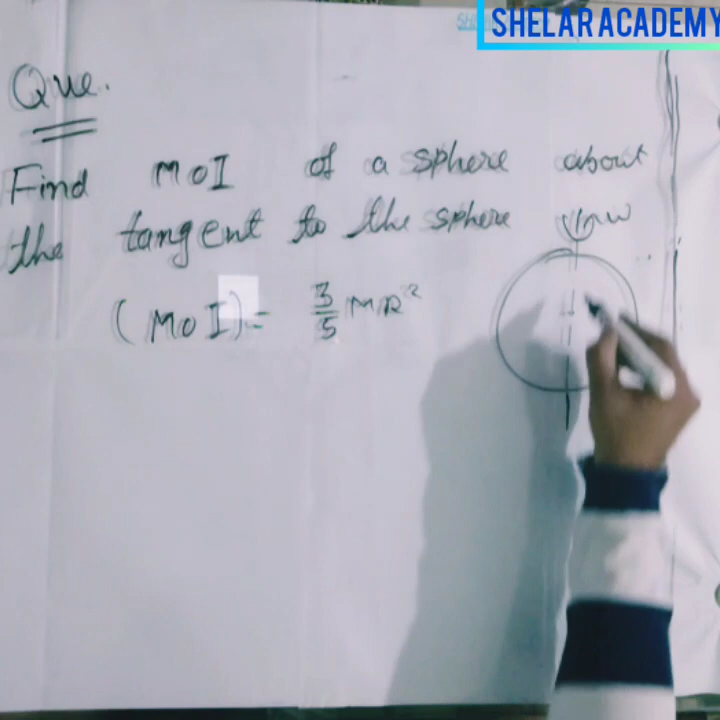 SHELAR ACADEMY
Que.
Find MOI of a sphere about
the tangent to the sphere
(MOI) = 3/5 MR²